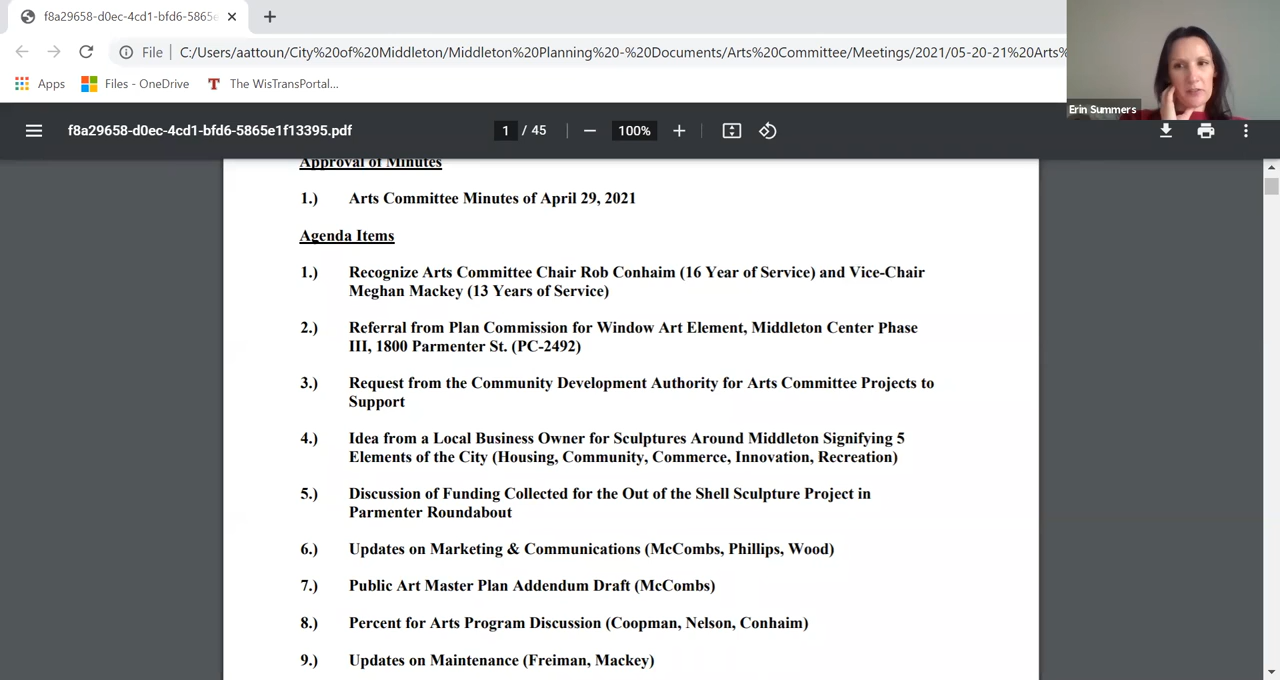 f8a29658-d0ec-4cd1-bfd6-5865e
File | C:/Users/aattoun/City%20of%20Middleton/Middleton%20Planning%20-%20Documents/Arts%20Committee/Meetings/2021/05-20-21%20Arts%
Apps Files - OneDrive The WisTransPortal...
Erin Summers
f8a29658-d0ec-4cd1-bfd6-5865e1f13395.pdf 1 / 45 100%
Approval of Minutes
1.) Arts Committee Minutes of April 29, 2021
Agenda Items
1.) Recognize Arts Committee Chair Rob Conhaim (16 Year of Service) and Vice-Chair
Meghan Mackey (13 Years of Service)
2.) Referral from Plan Commission for Window Art Element, Middleton Center Phase
III, 1800 Parmenter St. (PC-2492)
3.) Request from the Community Development Authority for Arts Committee Projects to
Support
4.) Idea from a Local Business Owner for Sculptures Around Middleton Signifying 5
Elements of the City (Housing, Community, Commerce, Innovation, Recreation)
5.) Discussion of Funding Collected for the Out of the Shell Sculpture Project in
Parmenter Roundabout
6.) Updates on Marketing & Communications (McCombs, Phillips, Wood)
7.) Public Art Master Plan Addendum Draft (McCombs)
8.) Percent for Arts Program Discussion (Coopman, Nelson, Conhaim)
9.) Updates on Maintenance (Freiman, Mackey)